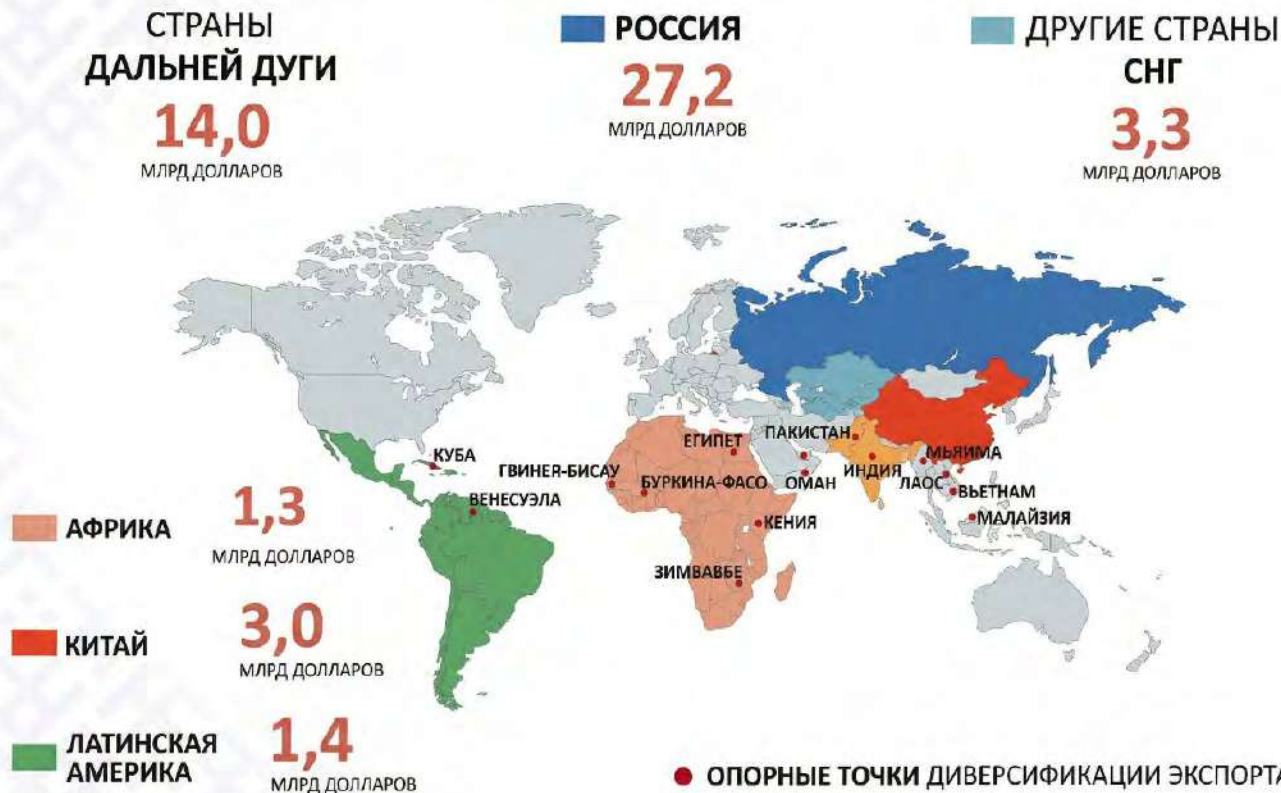 СТРАНЫ
ДАЛЬНЕЙ ДУГИ
14,0
МЛРД ДОЛЛАРОВ
РОССИЯ
27,2
МЛРД ДОЛЛАРОВ
ДРУГИЕ СТРАНЫ
СНГ
3,3
МЛРД ДОЛЛАРОВ
КУБА
ВЕНЕСУЭЛА
ГВИНЕЯ-БИСАУ
ЕГИПЕТ
БУРКИНА-ФАСО
КЕНИЯ
ЗИМВАВБЕ
ПАКИСТАН
ОМАН
ИНДИЯ
МЬЯИМА
ЛАОС
ВЬЕТНАМ
МАЛАЙЗИЯ
АФРИКА
1,3
МЛРД ДОЛЛАРОВ
КИТАЙ
3,0
МЛРД ДОЛЛАРОВ
ЛАТИНСКАЯ
АМЕРИКА
1,4
МЛРД ДОЛЛАРОВ
ОПОРНЫЕ ТОЧКИ ДИВЕРСИФИКАЦИИ ЭКСПОРТА